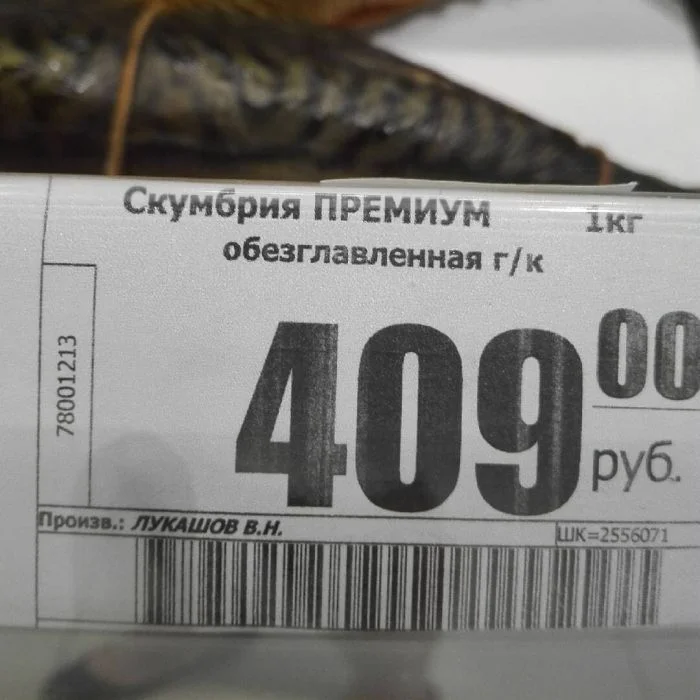 Скумбрия ПРЕМИУМ 1кг
обезглавленная г/к
78001213
409 00
руб.
Произв.: ЛУКАШОВ В.Н.
ШК=2556071